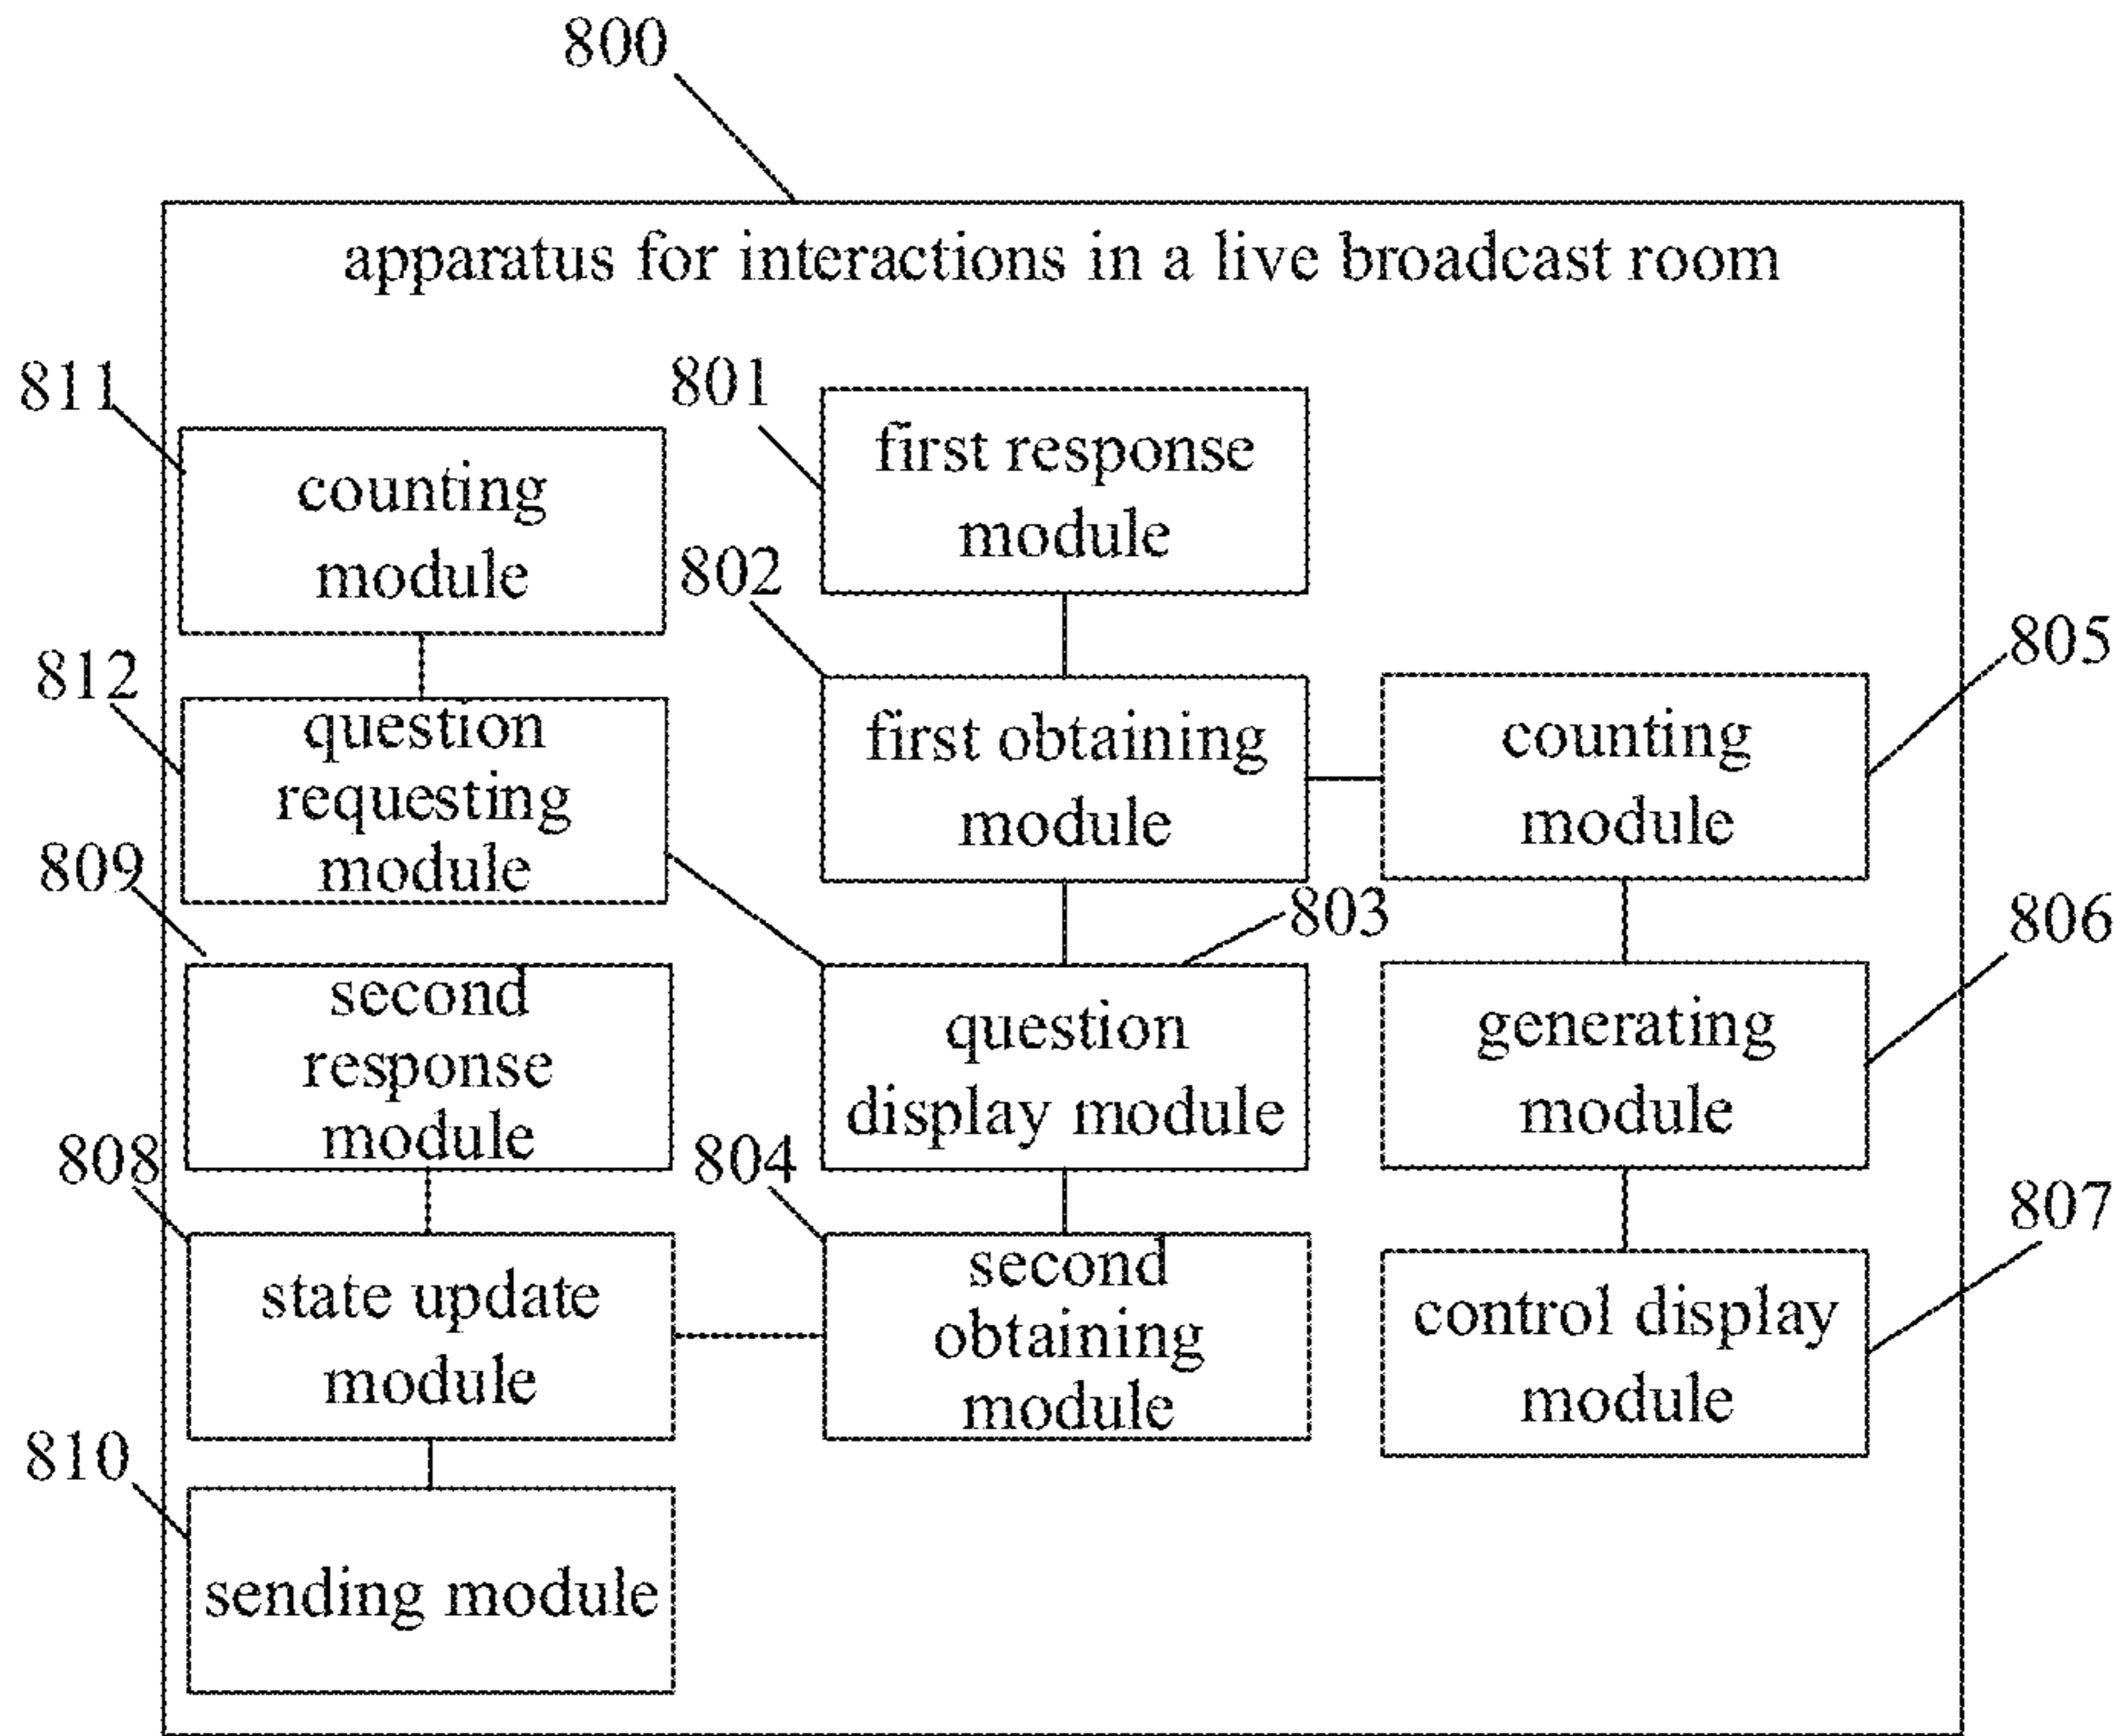 800
apparatus for interactions in a live broadcast room
811
counting
module
801
first response
module
812
question
requesting
module
802
first obtaining
module
805
counting
module
809
second
response
module
803
question
display module
806
generating
module
808
state update
module
804
second
obtaining
module
807
control display
module
810
sending module